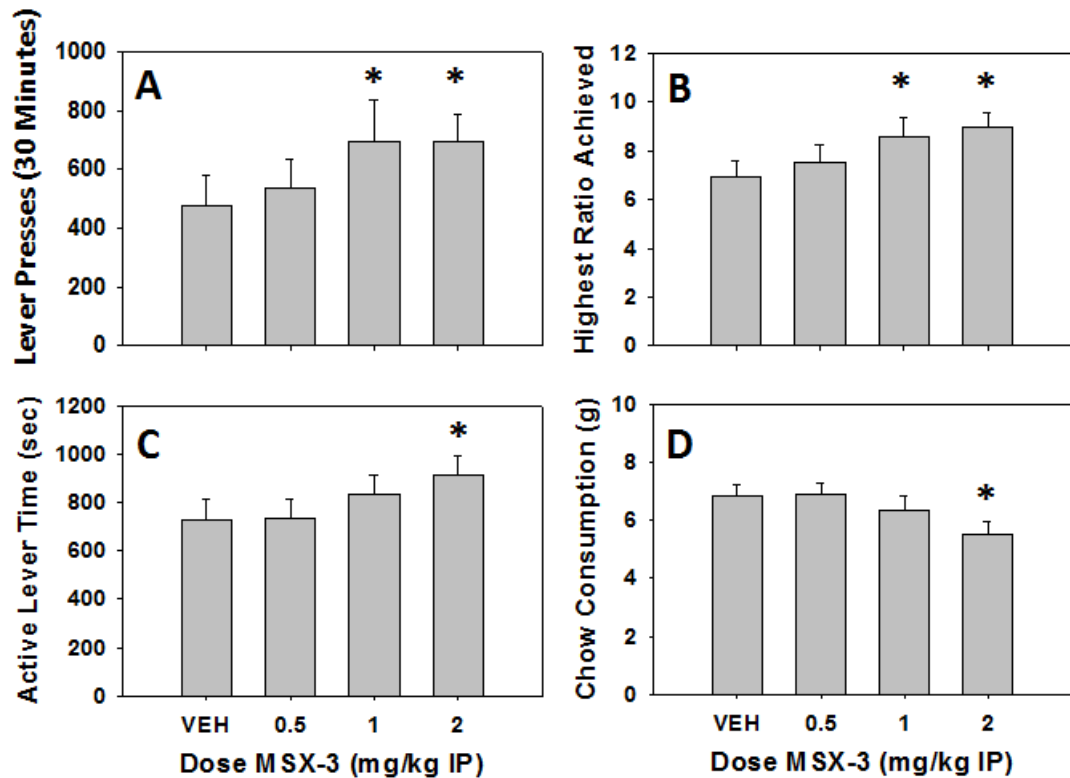 A
Lever Presses (30 Minutes)
1000
800
600
400
200
0
* *
B
Highest Ratio Achieved
12
10
8
6
4
2
0
* *
C
Active Lever Time (sec)
1200
1000
800
600
400
200
0
*
VEH 0.5 1 2
Dose MSX-3 (mg/kg IP)
D
Chow Consumption (g)
10
8
6
4
2
0
*
VEH 0.5 1 2
Dose MSX-3 (mg/kg IP)